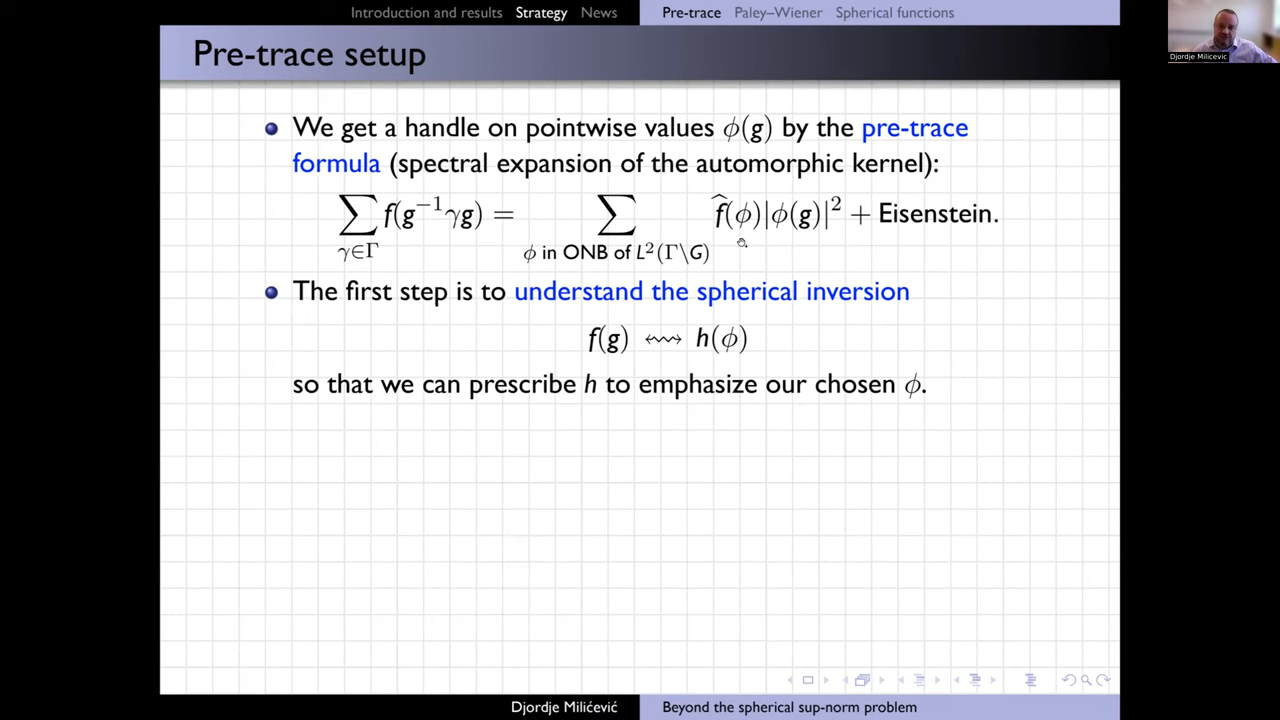 Introduction and results Strategy News Pre-trace Paley–Wiener Spherical functions
Djordje Milicevic
Pre-trace setup
We get a handle on pointwise values ϕ(g) by the pre-trace
formula (spectral expansion of the automorphic kernel):
∑_{γ∈Γ} f(g⁻¹γg) = ∑_{ϕ in ONB of L²(Γ\G)} f̂(ϕ)|ϕ(g)|² + Eisenstein.
The first step is to understand the spherical inversion
f(g) ↭ h(ϕ)
so that we can prescribe h to emphasize our chosen ϕ.
Djordje Milićević Beyond the spherical sup-norm problem